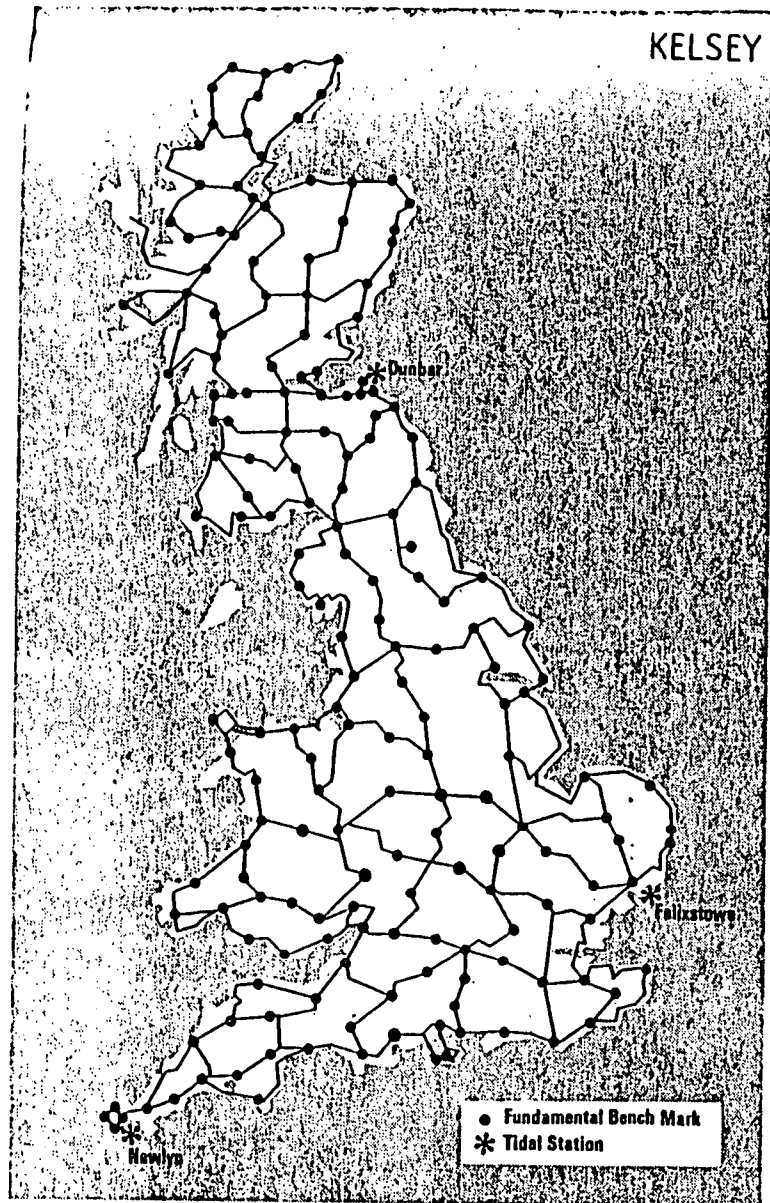 KELSEY
Dunbar
Felixstowe
Newlyn
Fundamental Bench Mark
Tidal Station